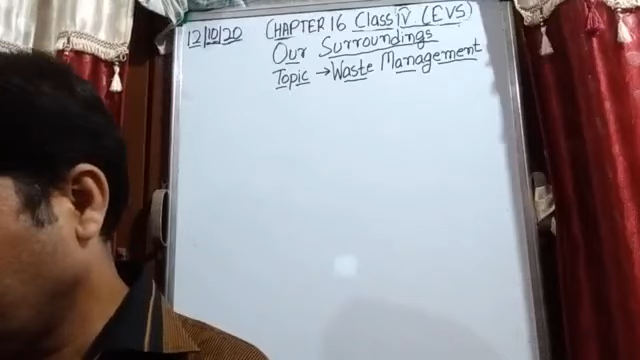 12/10/20 CHAPTER 16 Class IV (EVS)
Our Surroundings
Topic → Waste Management